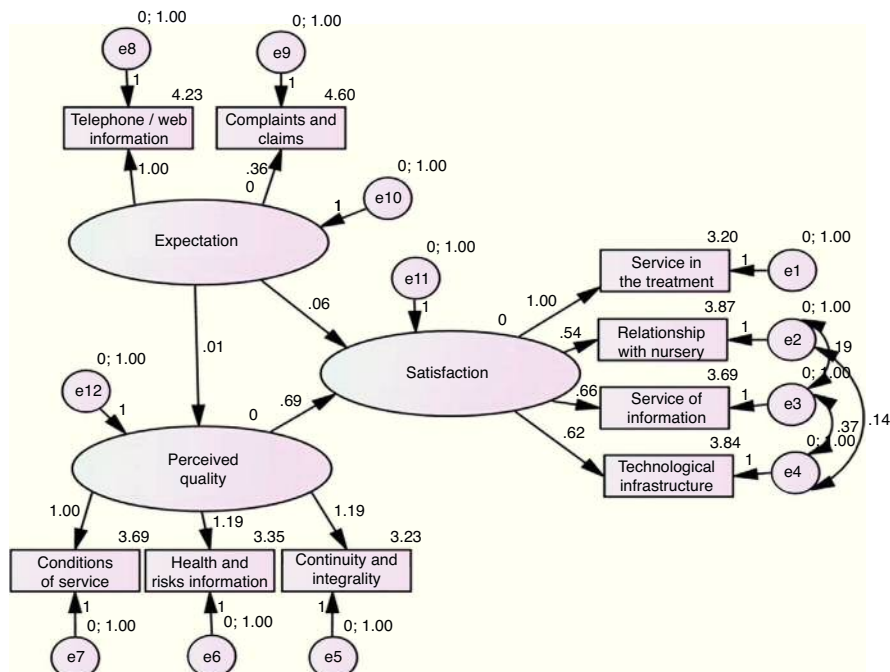 0; 1.00
0; 1.00
e8
e9
1
1
4.23
4.60
Telephone / web
information
Complaints and
claims
1.00
.36
0
0; 1.00
e10
1
Expectation
0; 1.00
e11
1
.06
.01
3.20
0; 1.00
Service in
the treatment
1
e1
1.00
0
3.87
0; 1.00
Relationship
with nursery
1
e2
.54
.19
Satisfaction
3.69
0; 1.00
Service of
information
1
e3
.66
.37
.14
.62
3.84
0; 1.00
Technological
infrastructure
1
e4
0; 1.00
e12
1
0
.69
Perceived
quality
1.00
1.19
1.19
3.69
3.35
3.23
Conditions
of service
Health and
risks information
Continuity and
integrality
1
0; 1.00
1
0; 1.00
1
0; 1.00
e7
e6
e5